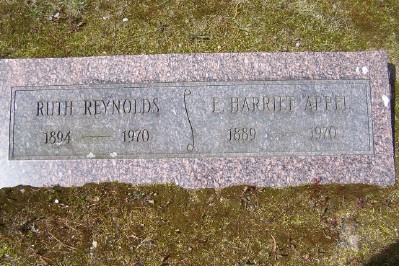 RUTH REYNOLDS
1894 — 1970
E. HARRIET APPEL
1889 — 1970